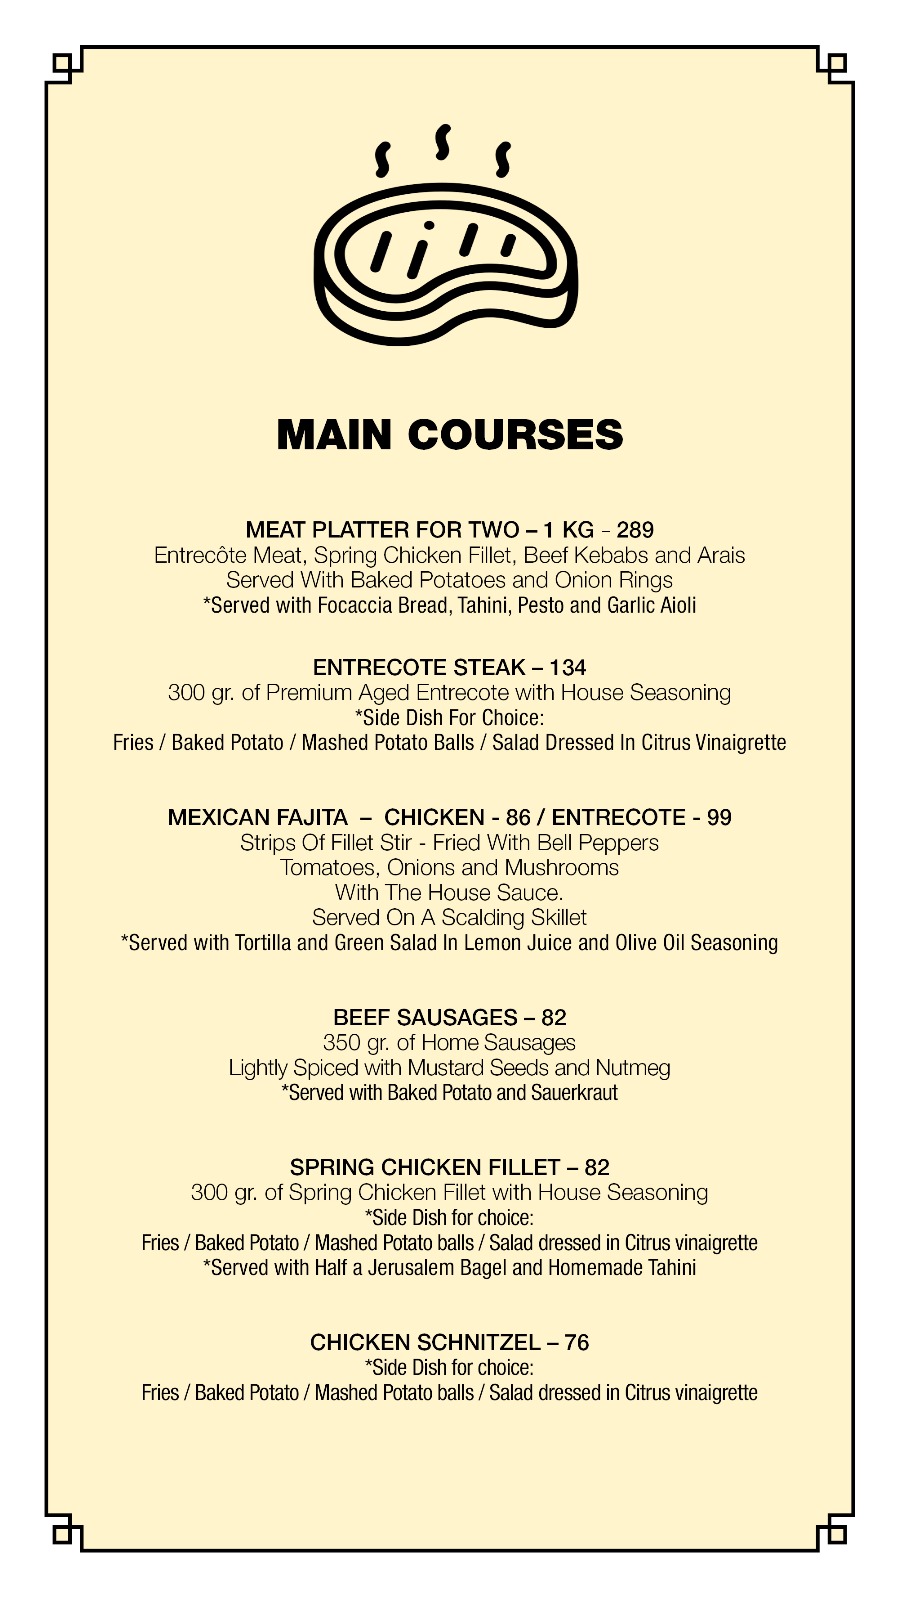 MAIN COURSES
MEAT PLATTER FOR TWO – 1 KG - 289
Entrecôte Meat, Spring Chicken Fillet, Beef Kebabs and Arais
Served With Baked Potatoes and Onion Rings
*Served with Focaccia Bread, Tahini, Pesto and Garlic Aioli
ENTRECOTE STEAK – 134
300 gr. of Premium Aged Entrecote with House Seasoning
*Side Dish For Choice:
Fries / Baked Potato / Mashed Potato Balls / Salad Dressed In Citrus Vinaigrette
MEXICAN FAJITA – CHICKEN - 86 / ENTRECOTE - 99
Strips Of Fillet Stir - Fried With Bell Peppers
Tomatoes, Onions and Mushrooms
With The House Sauce.
Served On A Scalding Skillet
*Served with Tortilla and Green Salad In Lemon Juice and Olive Oil Seasoning
BEEF SAUSAGES – 82
350 gr. of Home Sausages
Lightly Spiced with Mustard Seeds and Nutmeg
*Served with Baked Potato and Sauerkraut
SPRING CHICKEN FILLET – 82
300 gr. of Spring Chicken Fillet with House Seasoning
*Side Dish for choice:
Fries / Baked Potato / Mashed Potato balls / Salad dressed in Citrus vinaigrette
*Served with Half a Jerusalem Bagel and Homemade Tahini
CHICKEN SCHNITZEL – 76
*Side Dish for choice:
Fries / Baked Potato / Mashed Potato balls / Salad dressed in Citrus vinaigrette